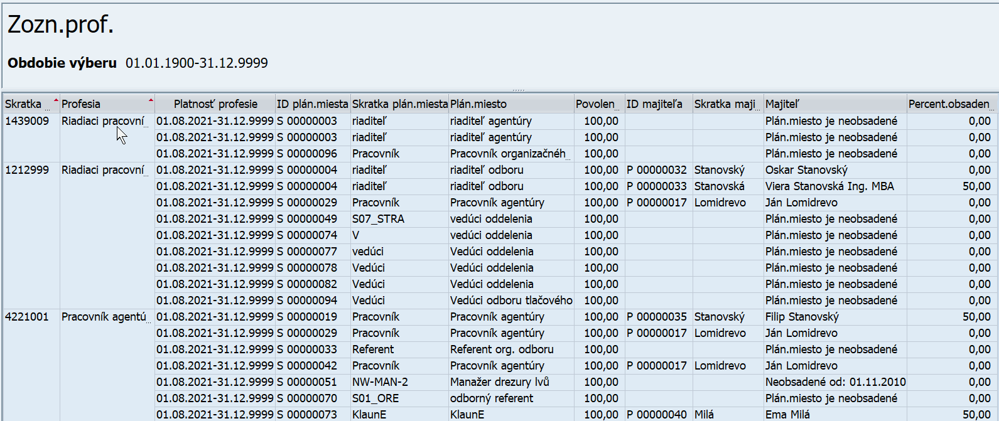 Zozn.prof.
Obdobie výberu 01.01.1900-31.12.9999
Skratka ... Profesia Platnosť profesie ID plán.miesta Skratka plán.miesta Plán.miesto Povolen... ID majiteľa Skratka maji... Majiteľ Percent.obsaden...
1439009 Riadiaci pracovní... 01.08.2021-31.12.9999 S 00000003 riaditeľ riaditeľ agentúry 100,00 Plán.miesto je neobsadené 0,00
01.08.2021-31.12.9999 S 00000003 riaditeľ riaditeľ agentúry 100,00 Plán.miesto je neobsadené 0,00
01.08.2021-31.12.9999 S 00000096 Pracovník Pracovník organizačnéh... 100,00 Plán.miesto je neobsadené 0,00
1212999 Riadiaci pracovní... 01.08.2021-31.12.9999 S 00000004 riaditeľ riaditeľ odboru 100,00 P 00000032 Stanovský Oskar Stanovský 0,00
01.08.2021-31.12.9999 S 00000004 riaditeľ riaditeľ odboru 100,00 P 00000033 Stanovská Viera Stanovská Ing. MBA 50,00
01.08.2021-31.12.9999 S 00000029 Pracovník Pracovník agentúry 100,00 P 00000017 Lomidrevo Ján Lomidrevo 0,00
01.08.2021-31.12.9999 S 00000049 S07_STRA vedúci oddelenia 100,00 Plán.miesto je neobsadené 0,00
01.08.2021-31.12.9999 S 00000074 V vedúci oddelenia 100,00 Plán.miesto je neobsadené 0,00
01.08.2021-31.12.9999 S 00000077 vedúci Vedúci oddelenia 100,00 Plán.miesto je neobsadené 0,00
01.08.2021-31.12.9999 S 00000078 Vedúci Vedúci oddelenia 100,00 Plán.miesto je neobsadené 0,00
01.08.2021-31.12.9999 S 00000082 Vedúci Vedúci oddelenia 100,00 Plán.miesto je neobsadené 0,00
01.08.2021-31.12.9999 S 00000094 Vedúci Vedúci odboru tlačového 100,00 Plán.miesto je neobsadené 0,00
4221001 Pracovník agentú... 01.08.2021-31.12.9999 S 00000019 Pracovník Pracovník agentúry 100,00 P 00000035 Stanovský Filip Stanovský 50,00
01.08.2021-31.12.9999 S 00000029 Pracovník Pracovník agentúry 100,00 P 00000017 Lomidrevo Ján Lomidrevo 0,00
01.08.2021-31.12.9999 S 00000033 Referent Referent org. odboru 100,00 Plán.miesto je neobsadené 0,00
01.08.2021-31.12.9999 S 00000042 Pracovník Pracovník agentúry 100,00 P 00000017 Lomidrevo Ján Lomidrevo 0,00
01.08.2021-31.12.9999 S 00000051 NW-MAN-2 Manažer drezury lvů 100,00 Neobsadené od: 01.11.2010 0,00
01.08.2021-31.12.9999 S 00000070 S01_ORE odborný referent 100,00 Plán.miesto je neobsadené 0,00
01.08.2021-31.12.9999 S 00000073 KlaunE KlaunE 100,00 P 00000040 Milá Ema Milá 50,00